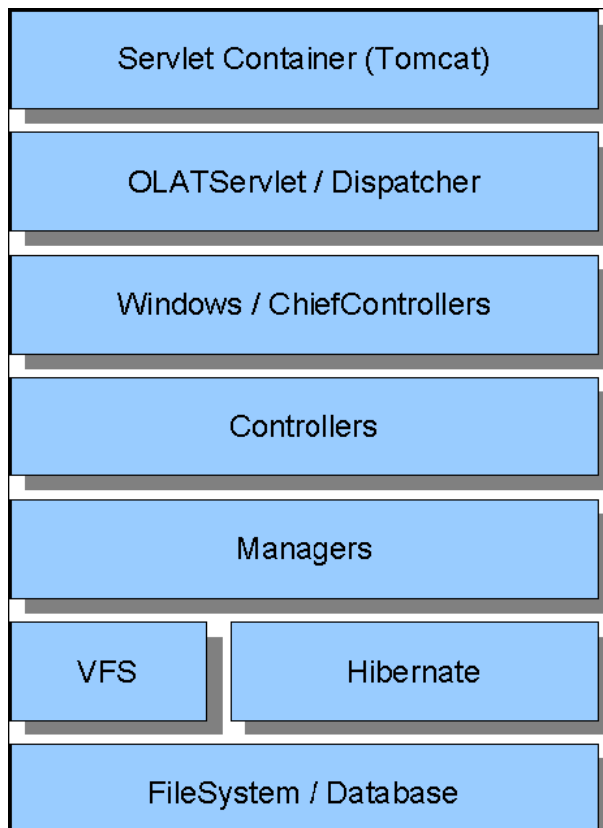 Servlet Container (Tomcat)
OLATServlet / Dispatcher
Windows / ChiefControllers
Controllers
Managers
VFS
Hibernate
FileSystem / Database